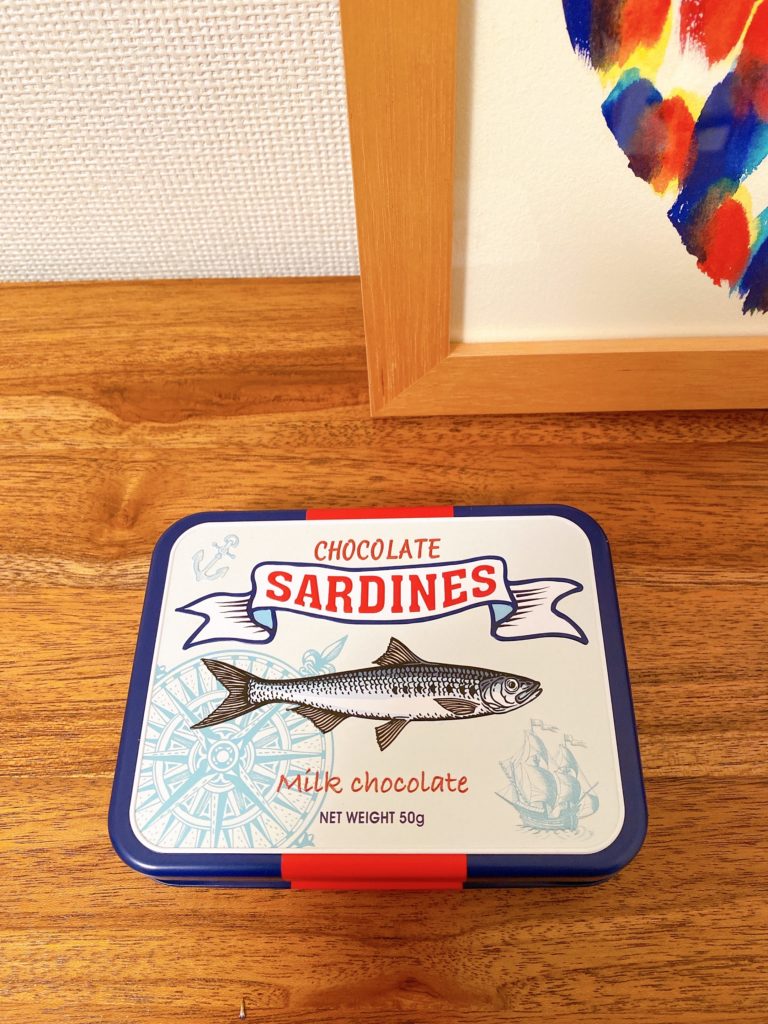 CHOCOLATE
SARDINES
Milk chocolate
NET WEIGHT 50g